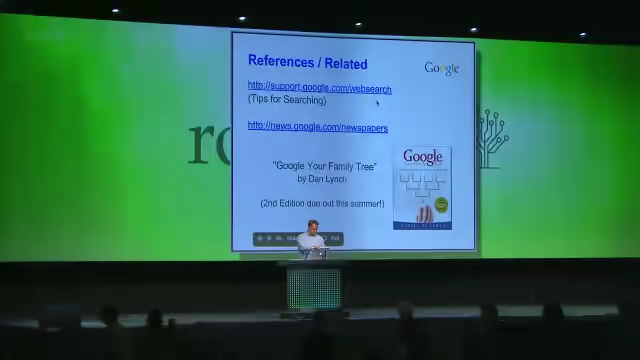 References / Related
Google
http://support.google.com/websearch
(Tips for Searching)
http://news.google.com/newspapers
"Google Your Family Tree"
by Dan Lynch
(2nd Edition due out this summer!)
Google